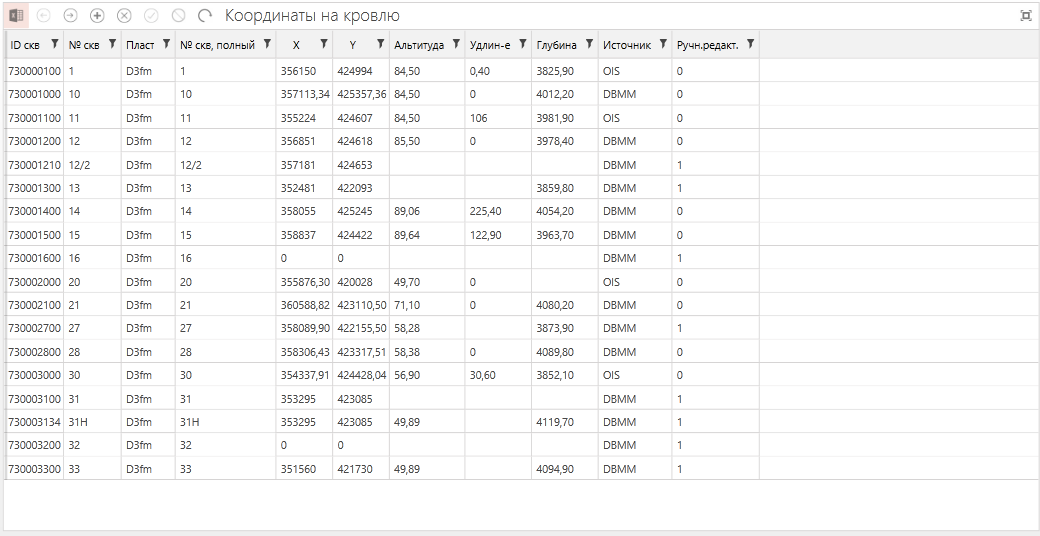 Координаты на кровлю
ID скв № скв Пласт № скв, полный X Y Альтитуда Удлин-е Глубина Источник Ручн.редакт.
730000100 1 D3fm 1 356150 424994 84,50 0,40 3825,90 OIS 0
730001000 10 D3fm 10 357113,34 425357,36 84,50 0 4012,20 DBMM 0
730001100 11 D3fm 11 355224 424607 84,50 106 3981,90 OIS 0
730001200 12 D3fm 12 356851 424618 85,50 0 3978,40 DBMM 0
730001210 12/2 D3fm 12/2 357181 424653 DBMM 1
730001300 13 D3fm 13 352481 422093 3859,80 DBMM 1
730001400 14 D3fm 14 358055 425245 89,06 225,40 4054,20 DBMM 0
730001500 15 D3fm 15 358837 424422 89,64 122,90 3963,70 DBMM 0
730001600 16 D3fm 16 0 0 DBMM 1
730002000 20 D3fm 20 355876,30 420028 49,70 0 OIS 0
730002100 21 D3fm 21 360588,82 423110,50 71,10 0 4080,20 DBMM 0
730002700 27 D3fm 27 358089,90 422155,50 58,28 3873,90 DBMM 1
730002800 28 D3fm 28 358306,43 423317,51 58,38 0 4089,80 DBMM 0
730003000 30 D3fm 30 354337,91 424428,04 56,90 30,60 3852,10 OIS 0
730003100 31 D3fm 31 353295 423085 DBMM 1
730003134 31Н D3fm 31Н 353295 423085 49,89 4119,70 DBMM 1
730003200 32 D3fm 32 0 0 DBMM 1
730003300 33 D3fm 33 351560 421730 49,89 4094,90 DBMM 1